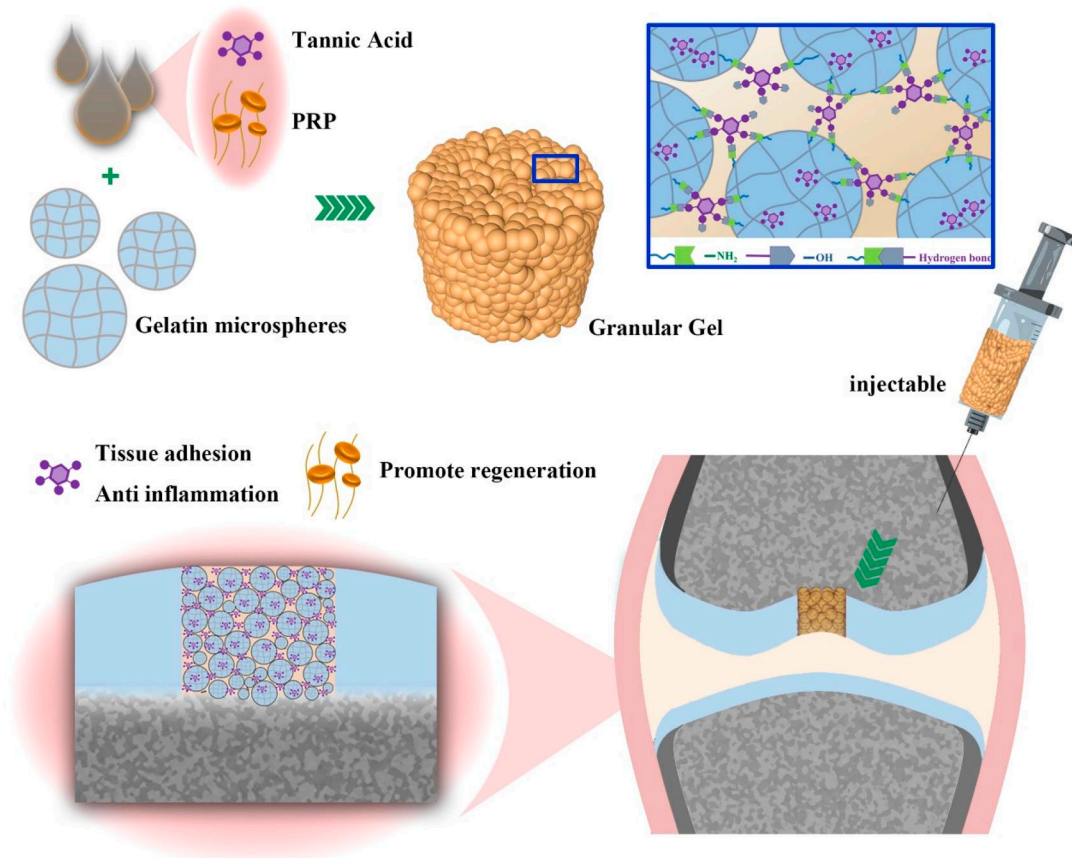 Tannic Acid
PRP
+
Gelatin microspheres
Granular Gel
-NH2
-OH
Hydrogen bond
injectable
Tissue adhesion
Anti inflammation
Promote regeneration